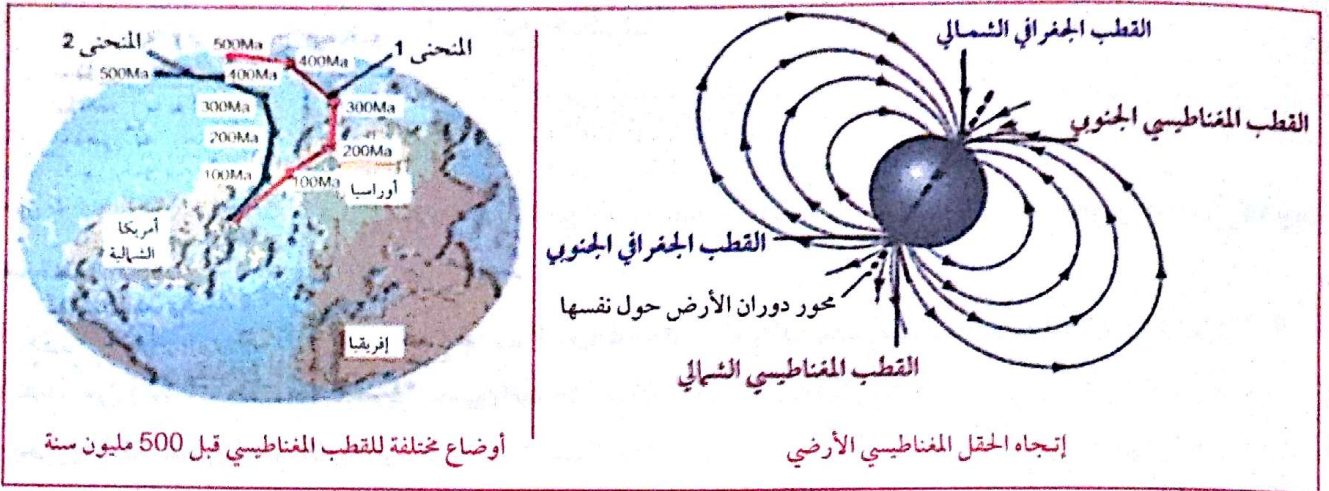 القطب الجغرافي الشمالي
القطب المغناطيسي الجنوبي
القطب الجغرافي الجنوبي
محور دوران الأرض حول نفسها
القطب المغناطيسي الشمالي
إتجاه الحقل المغناطيسي الأرضي
المنحنى 2
المنحنى 1
500Ma
400Ma
500Ma
400Ma
300Ma
300Ma
200Ma
200Ma
100Ma
100Ma
أوراسيا
أمريكا
الشمالية
إفريقيا
أوضاع مختلفة للقطب المغناطيسي قبل 500 مليون سنة